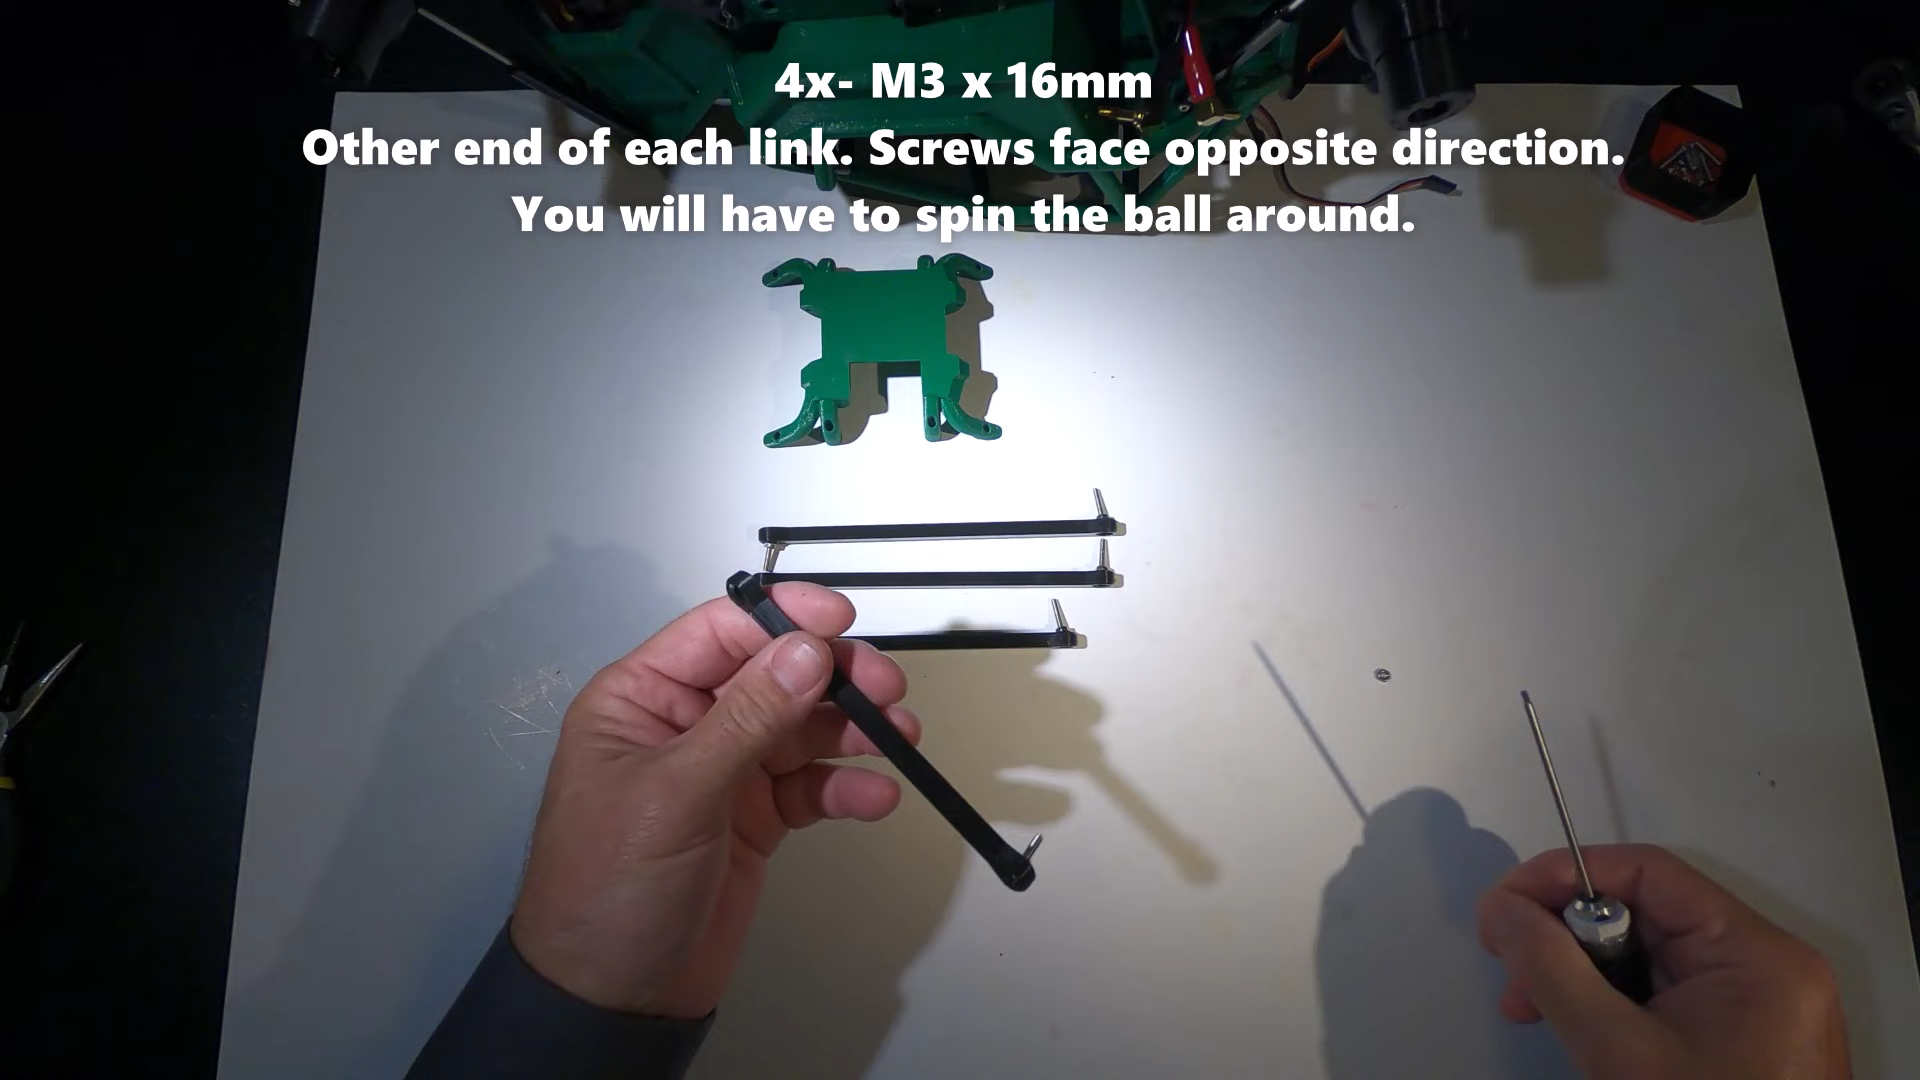 4x- M3 x 16mm
Other end of each link. Screws face opposite direction.
You will have to spin the ball around.